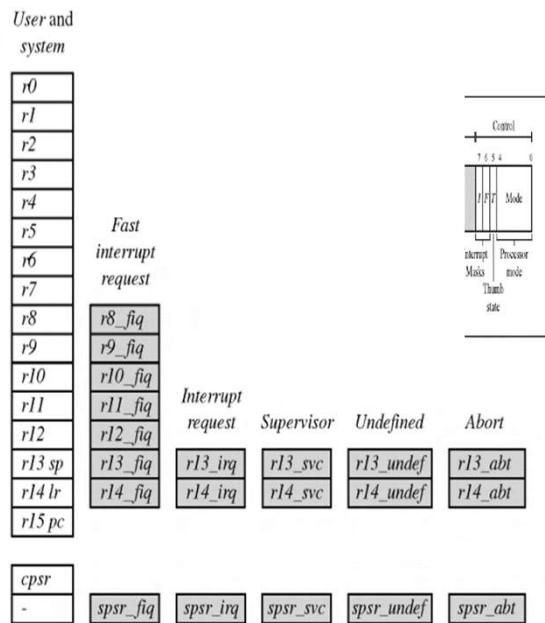 User and
system
r0
r1
r2
r3
r4
r5
r6
r7
r8
r9
r10
r11
r12
r13 sp
r14 lr
r15 pc
cpsr
-
Fast
interrupt
request
r8_fiq
r9_fiq
r10_fiq
r11_fiq
r12_fiq
r13_fiq
r14_fiq
spsr_fiq
Interrupt
request
r13_irq
r14_irq
spsr_irq
Supervisor
r13_svc
r14_svc
spsr_svc
Undefined
r13_undef
r14_undef
spsr_undef
Abort
r13_abt
r14_abt
spsr_abt
Control
7 6 5 4 0
I F T Mode
nterrupt Processor
Masks mode
Thumb
state